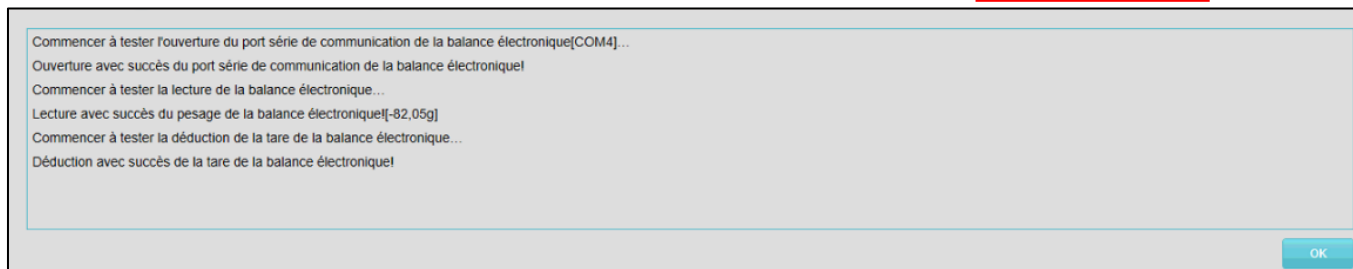 Commencer à tester l'ouverture du port série de communication de la balance électronique[COM4]…
Ouverture avec succès du port série de communication de la balance électronique!
Commencer à tester la lecture de la balance électronique…
Lecture avec succès du pesage de la balance électronique![-82,05g]
Commencer à tester la déduction de la tare de la balance électronique…
Déduction avec succès de la tare de la balance électronique!
OK